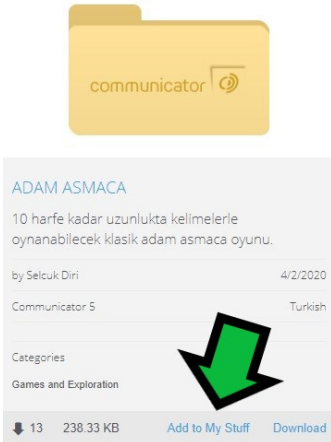 communicator
ADAM ASMACA
10 harfe kadar uzunlukta kelimelerle
oynanabilecek klasik adam asmaca oyunu.
by Selcuk Diri 4/2/2020
Communicator 5 Turkish
Categories
Games and Exploration
13 238.33 KB Add to My Stuff Download